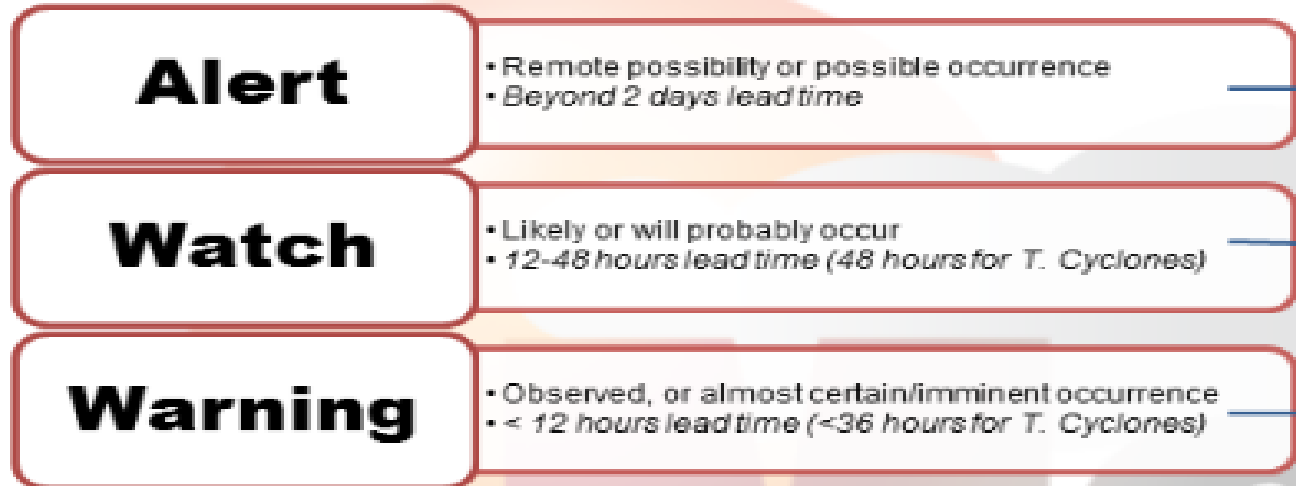 Alert
• Remote possibility or possible occurrence
• Beyond 2 days lead time
Watch
• Likely or will probably occur
• 12-48 hours lead time (48 hours for T. Cyclones)
Warning
• Observed, or almost certain/imminent occurrence
• < 12 hours lead time (<36 hours for T. Cyclones)